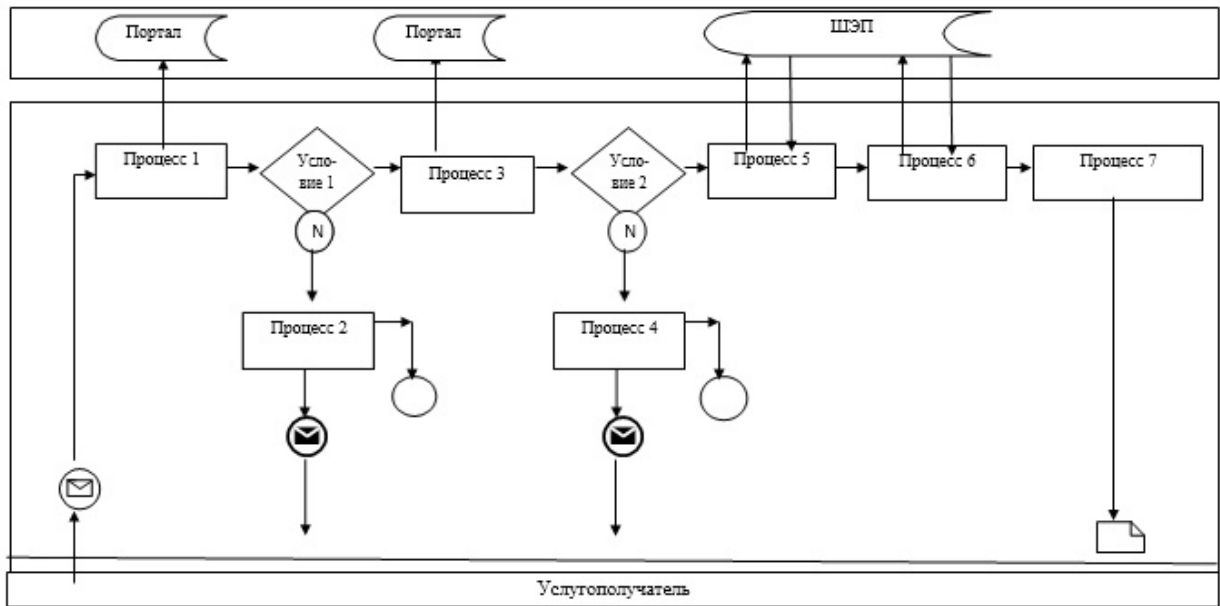 Портал
Портал
ШЭП
Процесс 1
Усло-
вие 1
Процесс 3
Усло-
вие 2
Процесс 5
Процесс 6
Процесс 7
N
N
Процесс 2
Процесс 4
Услугополучатель